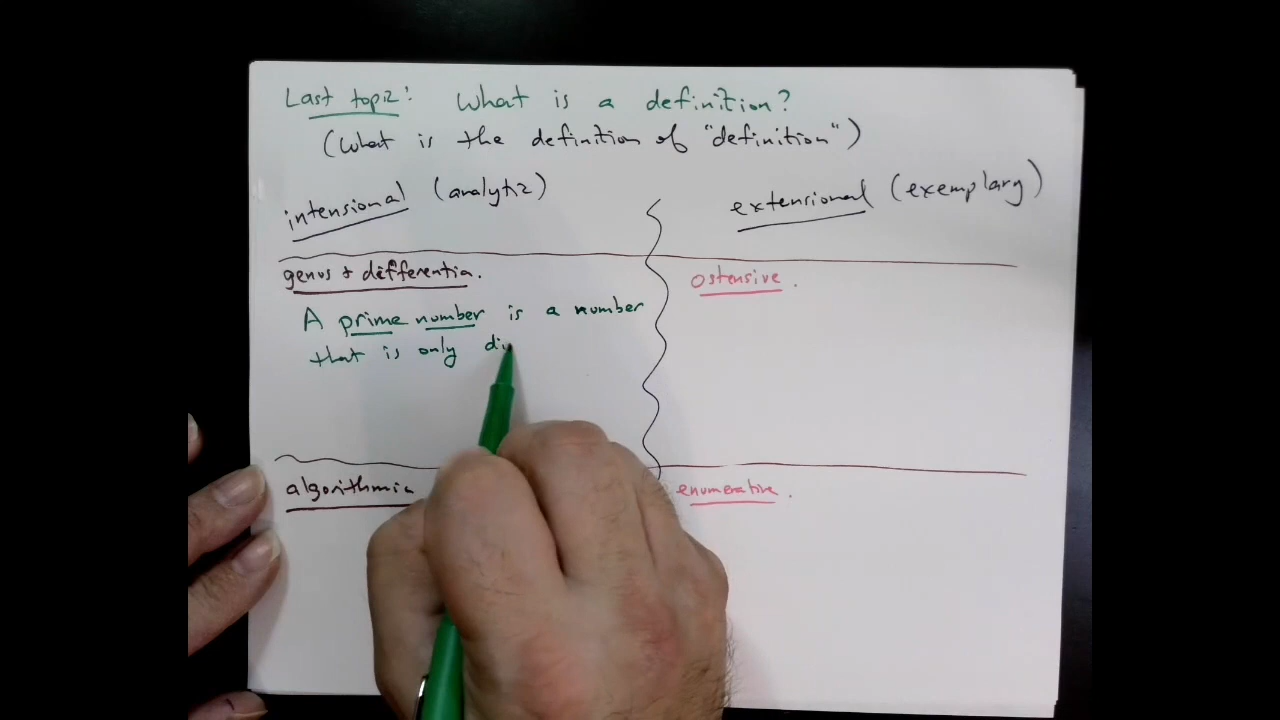 Last topic: What is a definition?
(What is the definition of "definition")
intensional (analytic)
extensional (exemplary)
genus + differentia.
ostensive.
A prime number is a number
that is only div
algorithmic
enumerative.